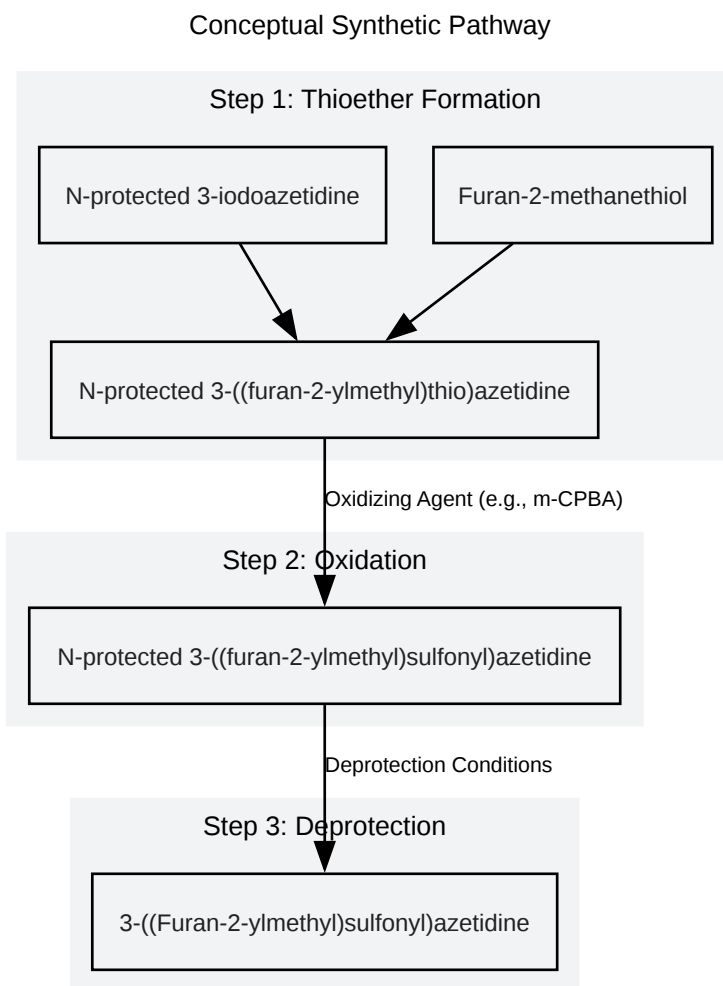 Conceptual Synthetic Pathway
Step 1: Thioether Formation
N-protected 3-iodoazetidine
Furan-2-methanethiol
N-protected 3-((furan-2-ylmethyl)thio)azetidine
Oxidizing Agent (e.g., m-CPBA)
Step 2: Oxidation
N-protected 3-((furan-2-ylmethyl)sulfonyl)azetidine
Deprotection Conditions
Step 3: Deprotection
3-((Furan-2-ylmethyl)sulfonyl)azetidine